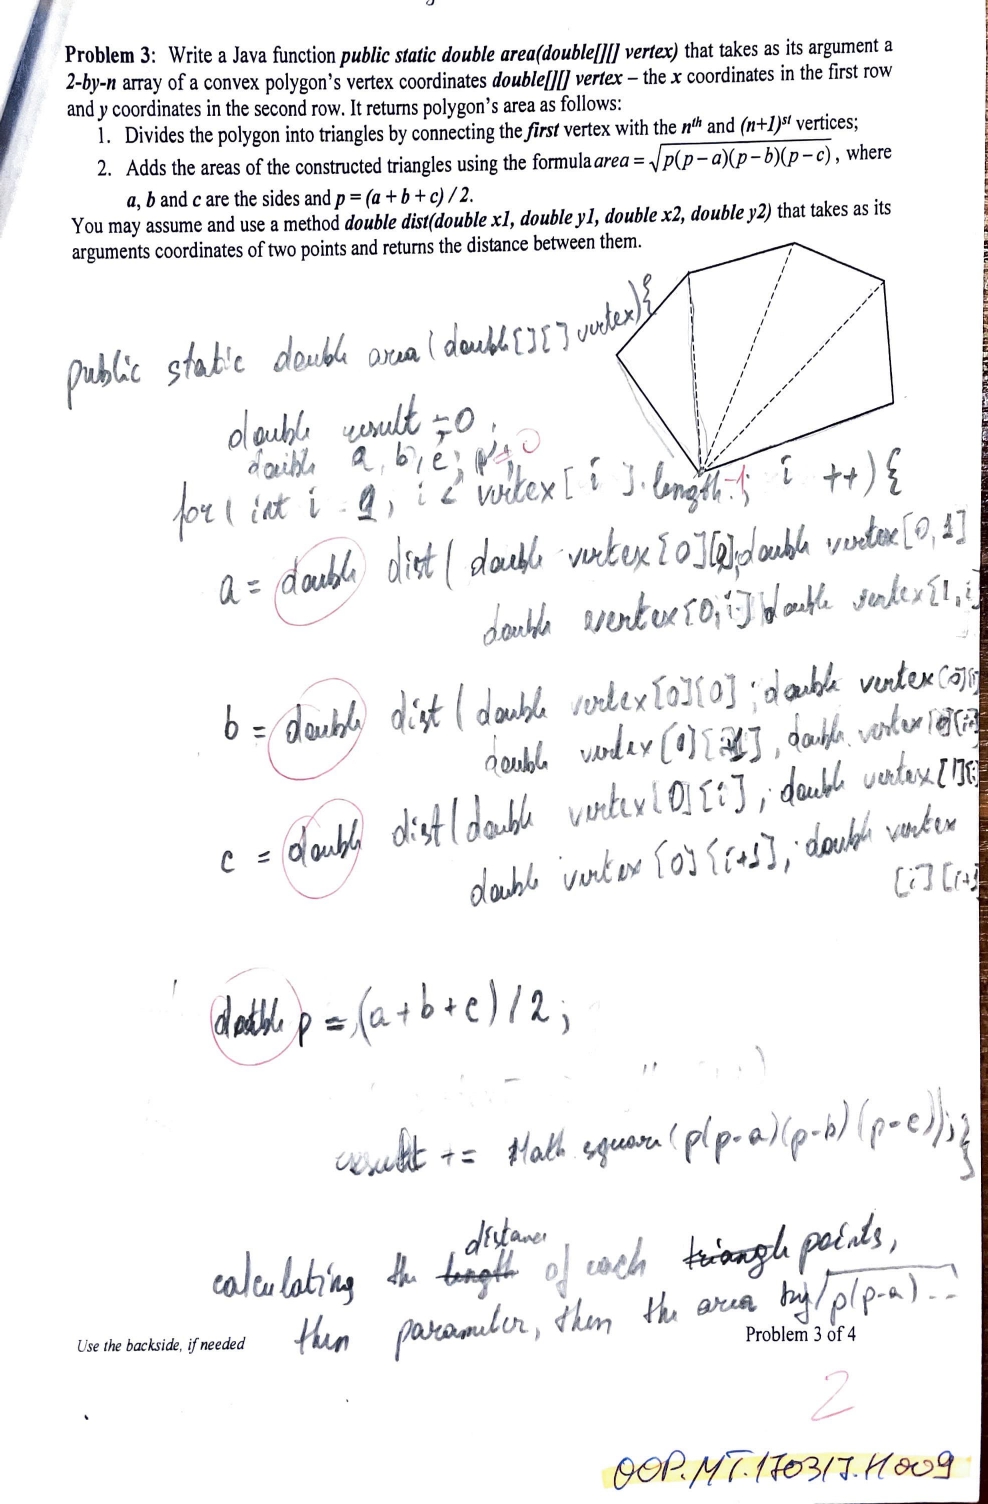 Problem 3: Write a Java function public static double area(double[][] vertex) that takes as its argument a
2-by-n array of a convex polygon's vertex coordinates double[][] vertex – the x coordinates in the first row
and y coordinates in the second row. It returns polygon's area as follows:
1. Divides the polygon into triangles by connecting the first vertex with the nth and (n+1)st vertices;
2. Adds the areas of the constructed triangles using the formula area = √p(p−a)(p−b)(p−c) , where
a, b and c are the sides and p = (a + b + c) / 2.
You may assume and use a method double dist(double x1, double y1, double x2, double y2) that takes as its
arguments coordinates of two points and returns the distance between them.
public static double area (double[][] vertex){
double result = 0
double a, b, c;
for ( int i = ; i < vertex [ i ]. length -1; i ++) {
a = double dist ( double vertex [0][0], double vertex [0, 1]
double vertex [0, i] double vertex [1, i]
b = double dist ( double vertex [0][0] ; double vertex
double vertex , double vertex
c = double dist ( double vertex [0] [i] , double vertex [1][i]
double vertex [0] [i+1], double vertex
[i] [i+1]
double p = (a + b + c) / 2 ;
result += Math. square ( p(p-a)(p-b)(p-c));}
distance
calculating the length of each triangle points,
then parameter, then the area by √p(p-a) ...
Use the backside, if needed
Problem 3 of 4
2
OOP.MT.170317.H009